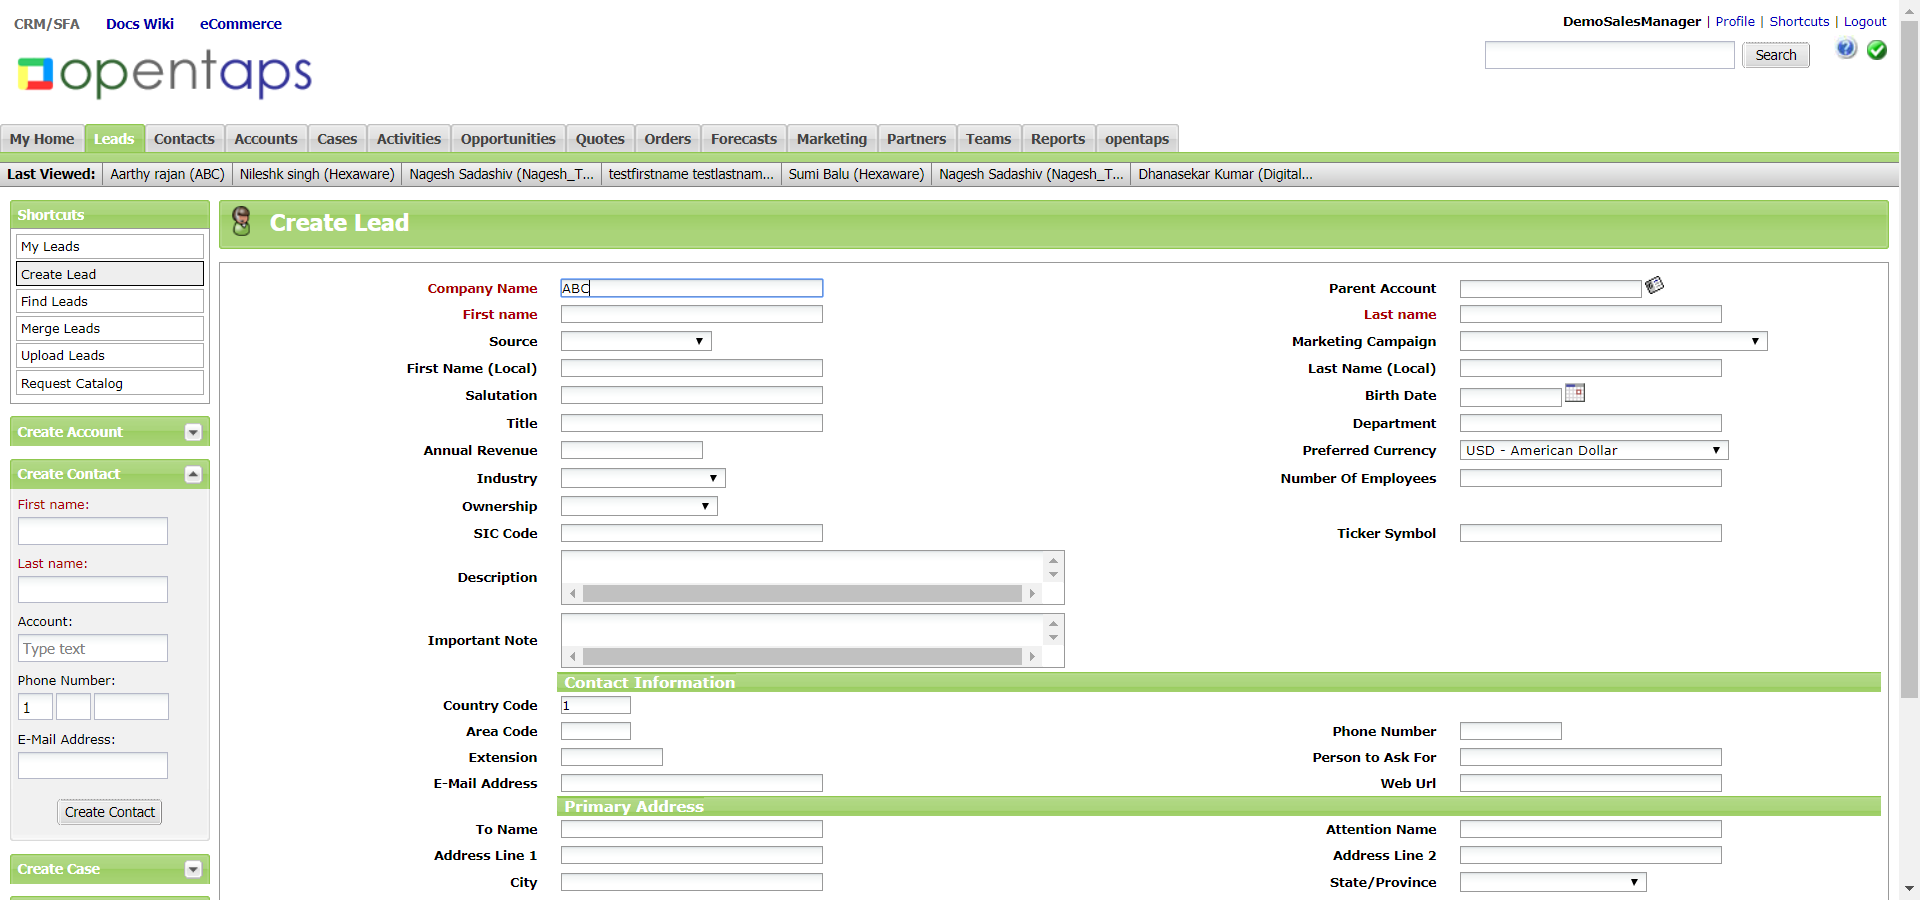 CRM/SFA Docs Wiki eCommerce
DemoSalesManager | Profile | Shortcuts | Logout
opentaps
Search
My Home Leads Contacts Accounts Cases Activities Opportunities Quotes Orders Forecasts Marketing Partners Teams Reports opentaps
Last Viewed: Aarthy rajan (ABC) Nileshk singh (Hexaware) Nagesh Sadashiv (Nagesh_T... testfirstname testlastnam... Sumi Balu (Hexaware) Nagesh Sadashiv (Nagesh_T... Dhanasekar Kumar (Digital...
Shortcuts
My Leads
Create Lead
Find Leads
Merge Leads
Upload Leads
Request Catalog
Create Account
Create Contact
First name:
Last name:
Account:
Type text
Phone Number:
1
E-Mail Address:
Create Contact
Create Case
Create Lead
Company Name ABC Parent Account
First name Last name
Source Marketing Campaign
First Name (Local) Last Name (Local)
Salutation Birth Date
Title Department
Annual Revenue Preferred Currency USD - American Dollar
Industry Number Of Employees
Ownership
SIC Code Ticker Symbol
Description
Important Note
Contact Information
Country Code 1
Area Code Phone Number
Extension Person to Ask For
E-Mail Address Web Url
Primary Address
To Name Attention Name
Address Line 1 Address Line 2
City State/Province